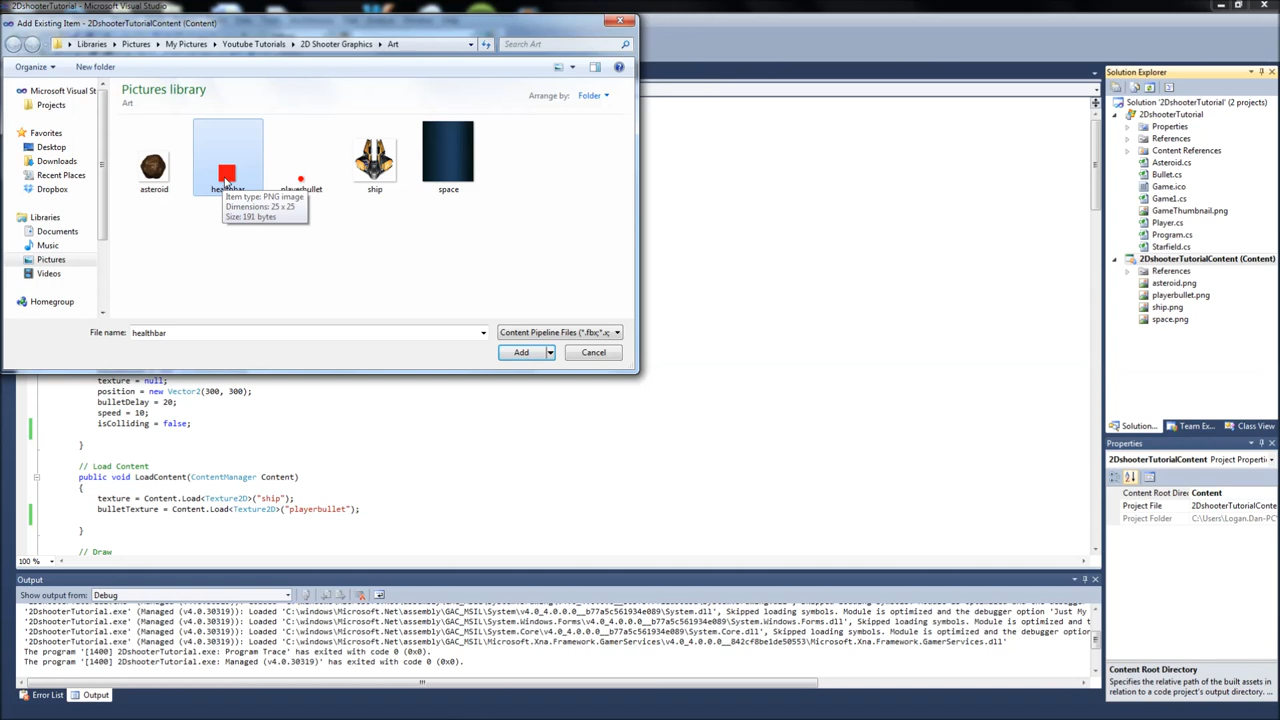 2DshooterTutorial - Microsoft Visual Studio
Add Existing Item - 2DshooterTutorialContent (Content)
Libraries ▸ Pictures ▸ My Pictures ▸ Youtube Tutorials ▸ 2D Shooter Graphics ▸ Art
Search Art
Organize
New folder
Microsoft Visual St
Projects
Favorites
Desktop
Downloads
Recent Places
Dropbox
Libraries
Documents
Music
Pictures
Videos
Homegroup
Pictures library
Art
Arrange by: Folder
asteroid
healthbar
playerbullet
ship
space
Item type: PNG image
Dimensions: 25 x 25
Size: 191 bytes
File name: healthbar
Content Pipeline Files (*.fbx;*.x;
Add
Cancel
texture = null;
position = new Vector2(300, 300);
bulletDelay = 20;
speed = 10;
isColliding = false;
}
// Load Content
public void LoadContent(ContentManager Content)
{
texture = Content.Load<Texture2D>("ship");
bulletTexture = Content.Load<Texture2D>("playerbullet");
}
// Draw
100 %
Output
Show output from: Debug
'2DshooterTutorial.exe' (Managed (v4.0.30319)): Loaded 'C:\windows\Microsoft.Net\assembly\GAC_MSIL\System\v4.0_4.0.0.0__b77a5c561934e089\System.dll', Skipped loading symbols. Module is optimized and the debugger option 'Just My
'2DshooterTutorial.exe' (Managed (v4.0.30319)): Loaded 'C:\windows\Microsoft.Net\assembly\GAC_MSIL\System.Windows.Forms\v4.0_4.0.0.0__b77a5c561934e089\System.Windows.Forms.dll', Skipped loading symbols. Module is optimized
'2DshooterTutorial.exe' (Managed (v4.0.30319)): Loaded 'C:\windows\Microsoft.Net\assembly\GAC_MSIL\System.Core\v4.0_4.0.0.0__b77a5c561934e089\System.Core.dll', Skipped loading symbols. Module is optimized and the debugger op
'2DshooterTutorial.exe' (Managed (v4.0.30319)): Loaded 'C:\windows\Microsoft.Net\assembly\GAC_MSIL\Microsoft.Xna.Framework.GamerServices\v4.0_4.0.0.0__842cf8be1de50553\Microsoft.Xna.Framework.GamerServices.dll'
The program '[1400] 2DshooterTutorial.exe: Program Trace' has exited with code 0 (0x0).
The program '[1400] 2DshooterTutorial.exe: Managed (v4.0.30319)' has exited with code 0 (0x0).
Error List
Output
Solution Explorer
Solution '2DshooterTutorial' (2 projects)
2DshooterTutorial
Properties
References
Content References
Asteroid.cs
Bullet.cs
Game.ico
Game1.cs
GameThumbnail.png
Player.cs
Program.cs
Starfield.cs
2DshooterTutorialContent (Content)
References
asteroid.png
playerbullet.png
ship.png
space.png
Solution...
Team Ex...
Class View
Properties
2DshooterTutorialContent Project Properti
Content Root Direc Content
Project File 2DshooterTutorialConte
Project Folder C:\Users\Logan.Dan-PC\
Content Root Directory
Specifies the relative path of the built assets in relation to a code project's output directory. ...